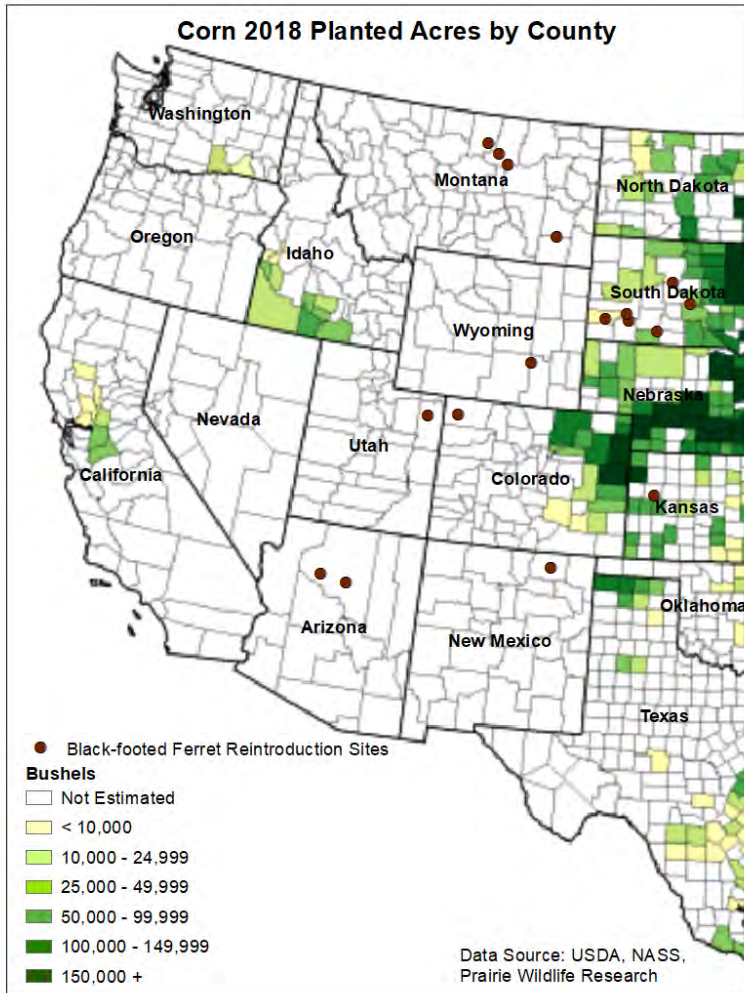 Corn 2018 Planted Acres by County
Washington
Montana
North Dakota
Oregon
Idaho
South Dakota
Wyoming
Nebraska
Nevada
Utah
California
Colorado
Kansas
Oklahoma
Arizona
New Mexico
Texas
Black-footed Ferret Reintroduction Sites
Bushels
Not Estimated
< 10,000
10,000 - 24,999
25,000 - 49,999
50,000 - 99,999
100,000 - 149,999
150,000 +
Data Source: USDA, NASS,
Prairie Wildlife Research